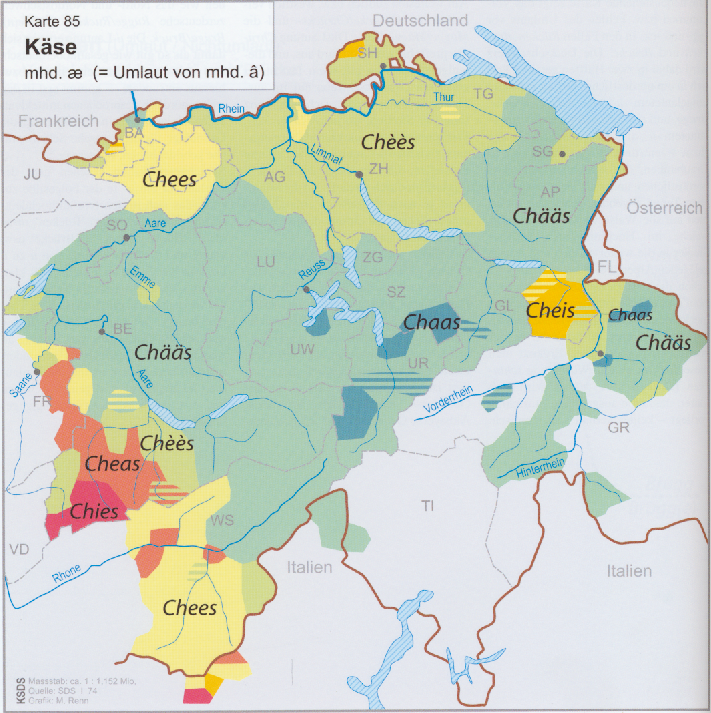 Karte 85
Käse
mhd. æ (= Umlaut von mhd. â)
Deutschland
SH
Rhein
Thur
TG
Frankreich
BA
Chees
Chèès
Limmat
SG
JU
AG
ZH
AP
Chääs
Österreich
SO
Aare
LU
ZG
FL
Emme
Reuss
SZ
GL
Cheis
BE
Chaas
Chaas
Chääs
Chääs
UW
UR
Saane
Aare
Vorderrhein
FR
GR
Chèès
Cheas
Hinterrhein
Chies
WS
TI
VD
Rhone
Italien
Italien
Chees
KSDS
Massstab: ca. 1 : 1.152 Mio.
Quelle: SDS I 74
Grafik: M. Renn